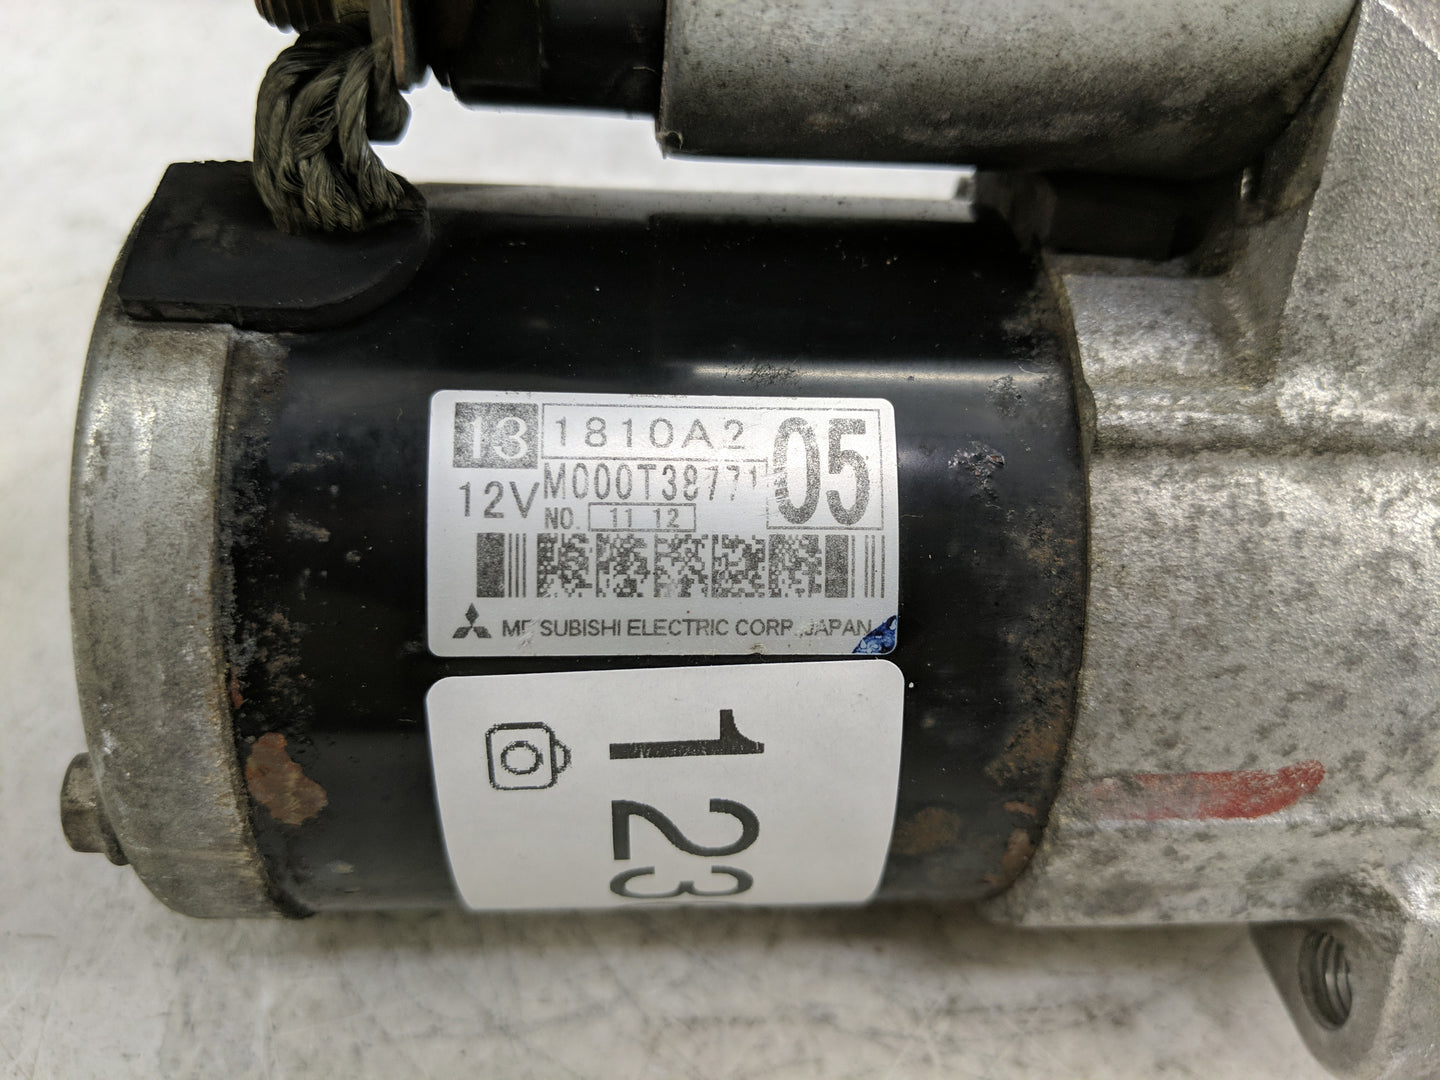 13 1810A2 05
12V M000T38771
NO. 11 12
MITSUBISHI ELECTRIC CORP. JAPAN
123